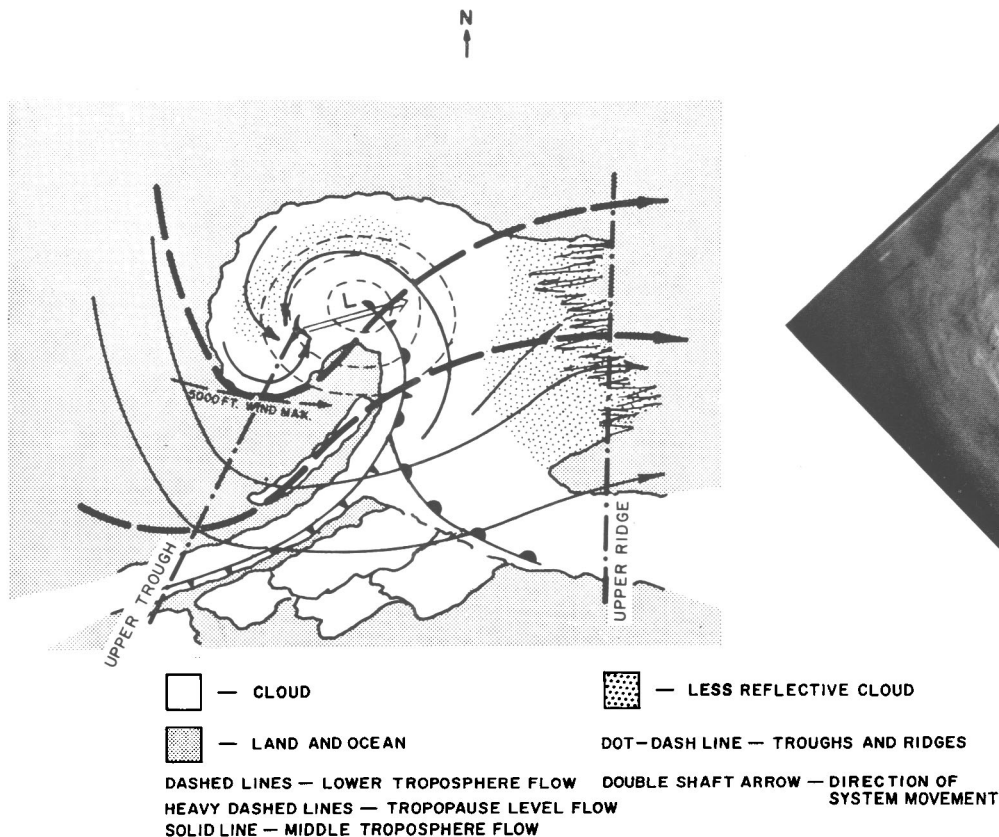 N
L
5000 FT. WIND MAX.
UPPER TROUGH
UPPER RIDGE
— CLOUD
— LESS REFLECTIVE CLOUD
— LAND AND OCEAN
DOT-DASH LINE — TROUGHS AND RIDGES
DASHED LINES — LOWER TROPOSPHERE FLOW
DOUBLE SHAFT ARROW — DIRECTION OF
SYSTEM MOVEMENT
HEAVY DASHED LINES — TROPOPAUSE LEVEL FLOW
SOLID LINE — MIDDLE TROPOSPHERE FLOW